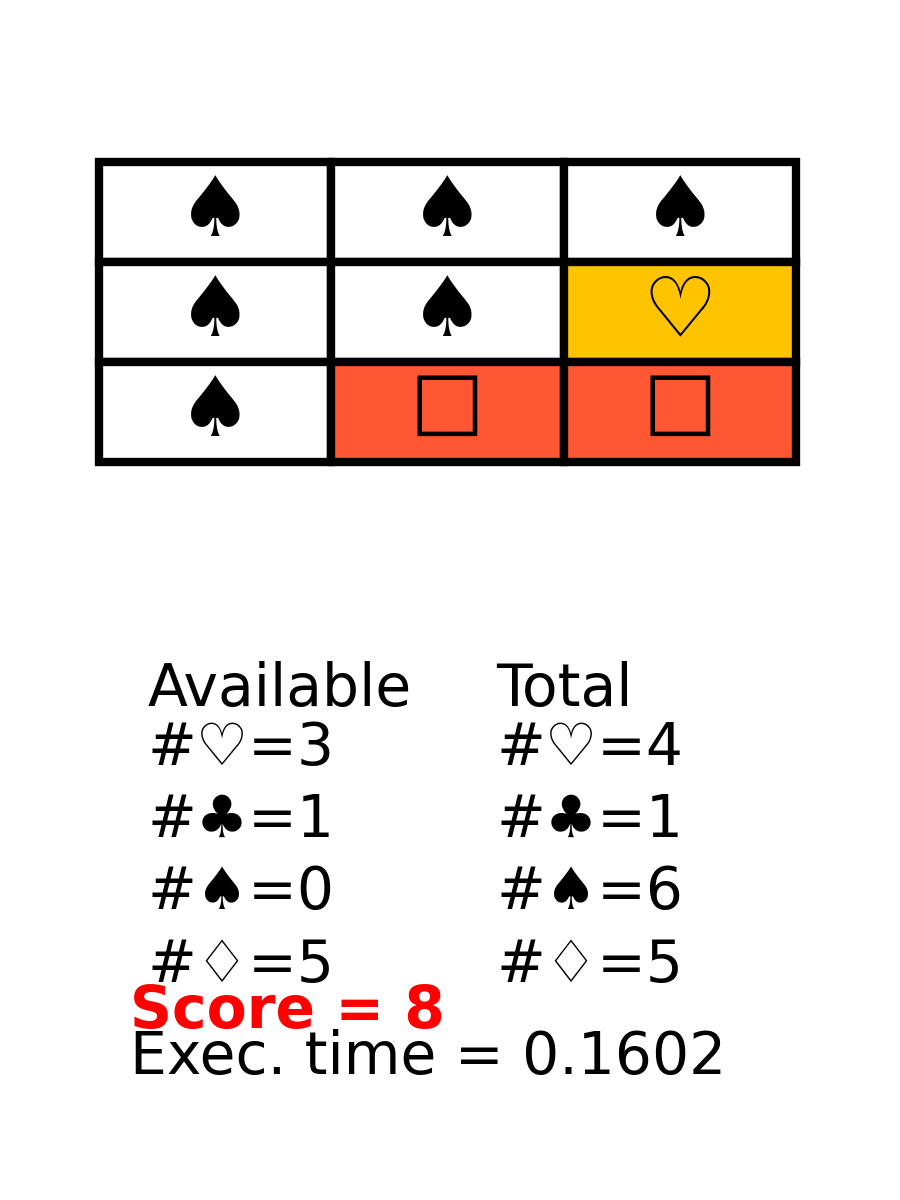 ♠ ♠ ♠
♠ ♠ ♡
♠ □ □
Available Total
#♡=3 #♡=4
#♣=1 #♣=1
#♠=0 #♠=6
#♢=5 #♢=5
Score = 8
Exec. time = 0.1602